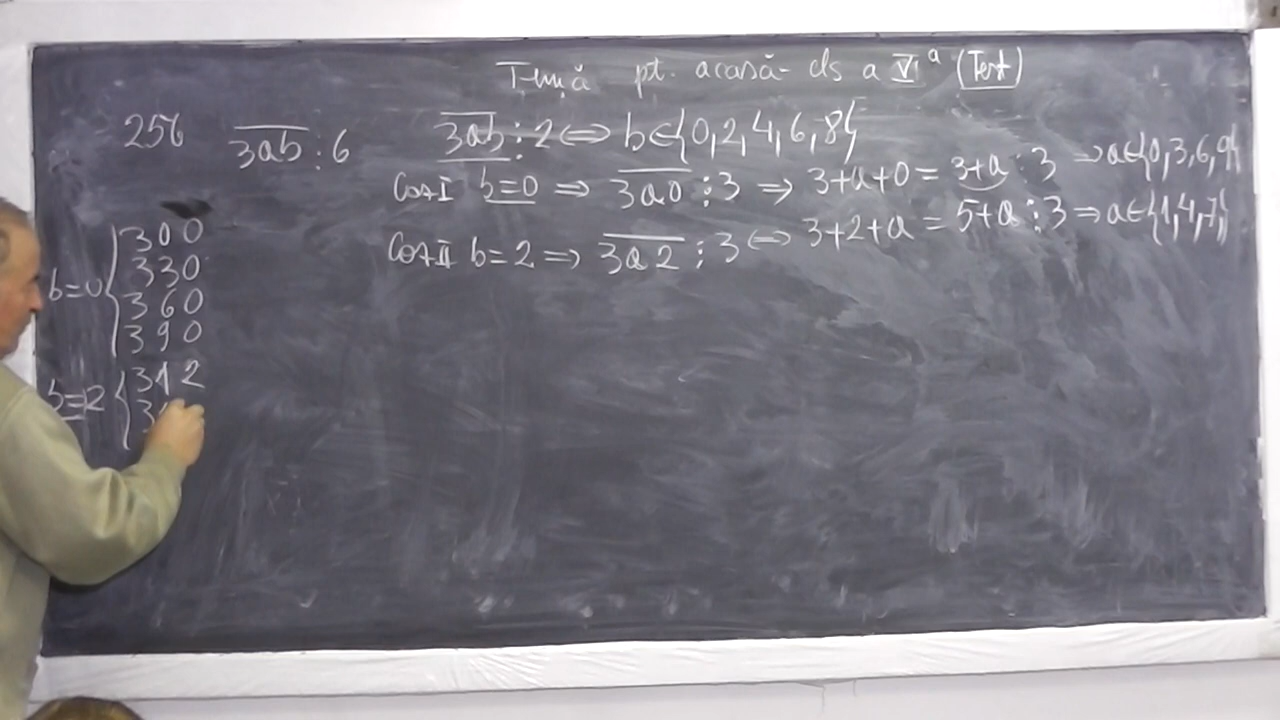 Temă pt. acasă cls a VI a (Test)
256
3ab ⋮ 6
3ab ⋮ 2 ⇔ b∈{0,2,4,6,8}
Caz I b=0 ⇒ 3a0 ⋮ 3 ⇒ 3+a+0 = 3+a ⋮ 3 ⇒ a∈{0,3,6,9}
Caz II b=2 ⇒ 3a2 ⋮ 3 ⇔ 3+2+a = 5+a ⋮ 3 ⇒ a∈{1,4,7}
b=0 { 300
330
360
390
b=2 { 312
3